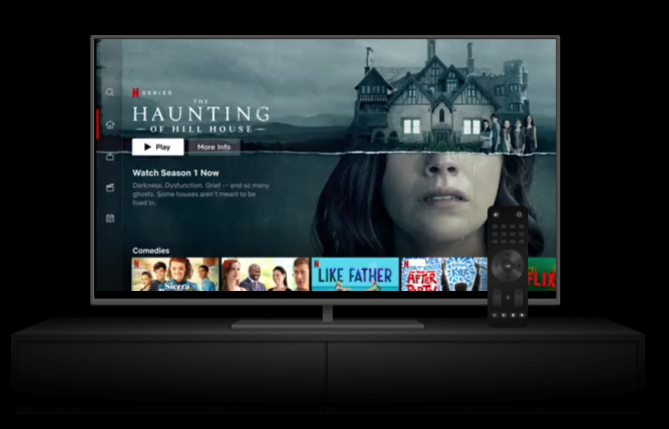 N SERIES
THE
HAUNTING
OF HILL HOUSE
Play
More Info
Watch Season 1 Now
Darkness. Dysfunction. Grief — and so many
ghosts. Some houses aren't meant to be
lived in.
Comedies
N
Sierra
N
N
LIKE FATHER
N
AFTER
PARTY
FLIX